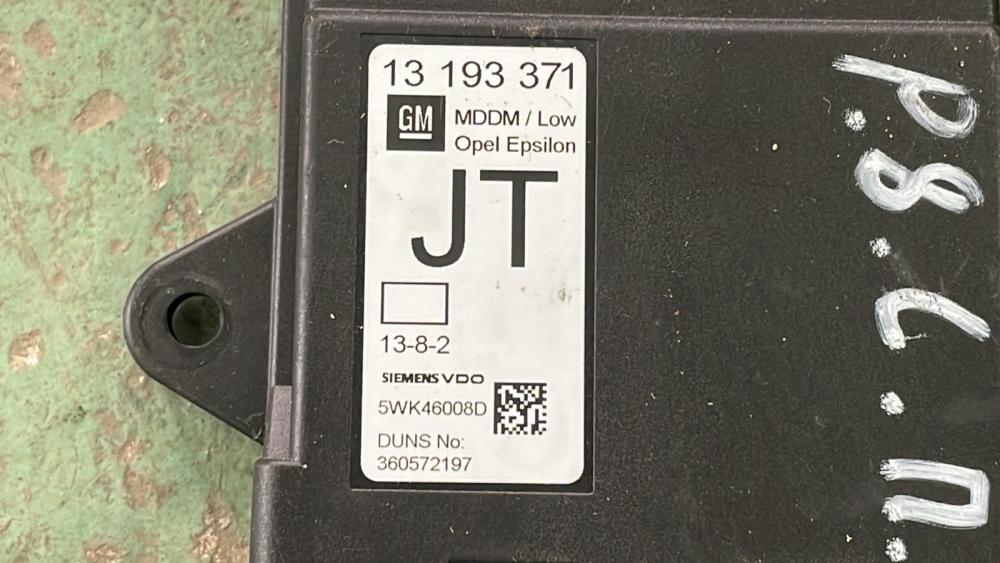 13 193 371
GM
MDDM / Low
Opel Epsilon
JT
13-8-2
SIEMENS VDO
5WK46008D
DUNS No:
360572197